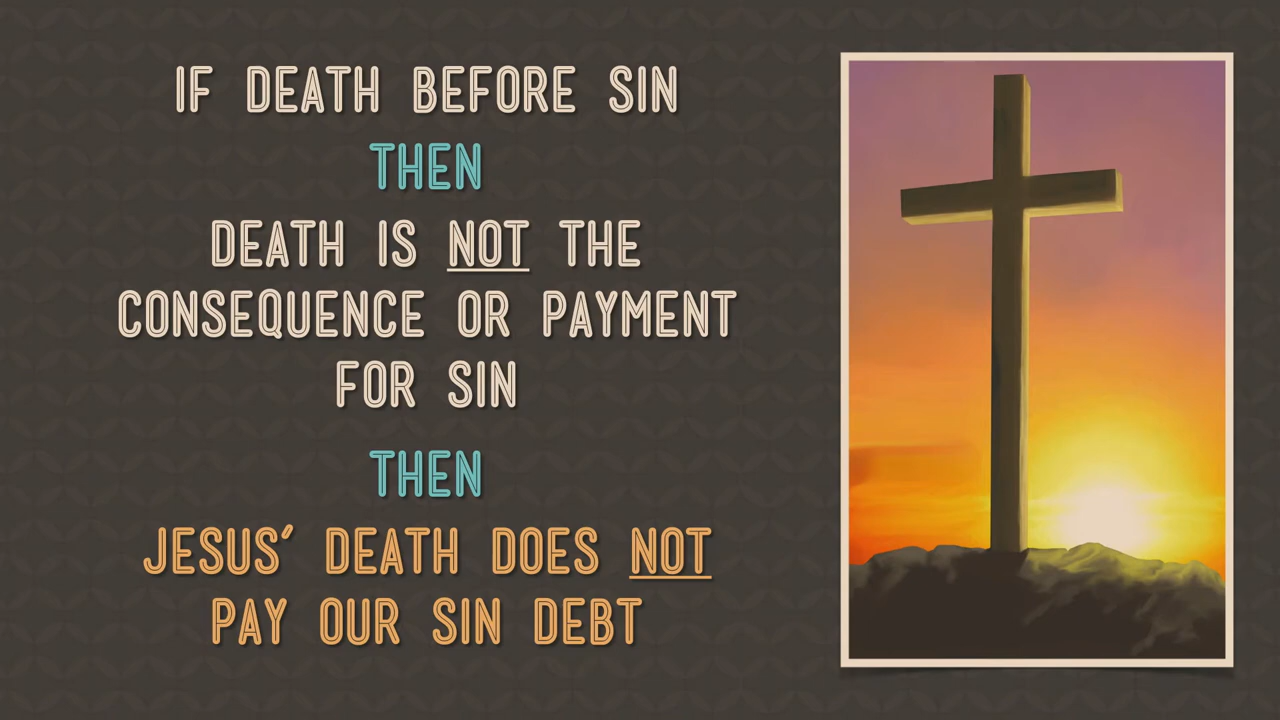 IF DEATH BEFORE SIN
THEN
DEATH IS NOT THE
CONSEQUENCE OR PAYMENT
FOR SIN
THEN
JESUS' DEATH DOES NOT
PAY OUR SIN DEBT